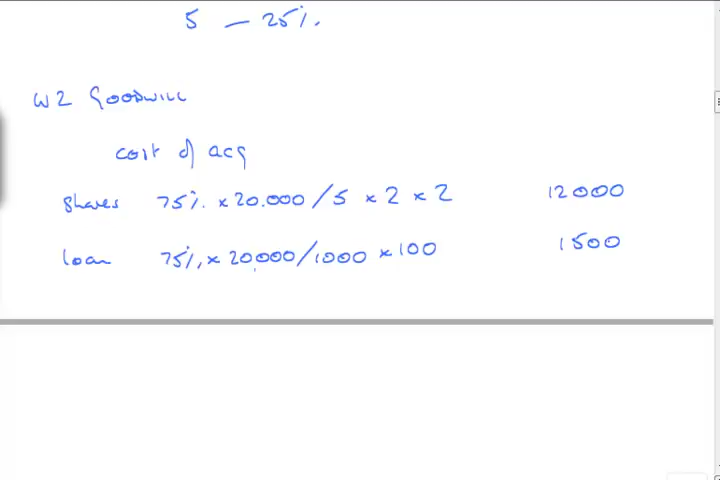 5 — 25%.
W2 Goodwill
cost of acq
Shares 75% × 20.000 / 5 × 2 × 2 12000
loan 75% × 20,000 / 1000 × 100 1500